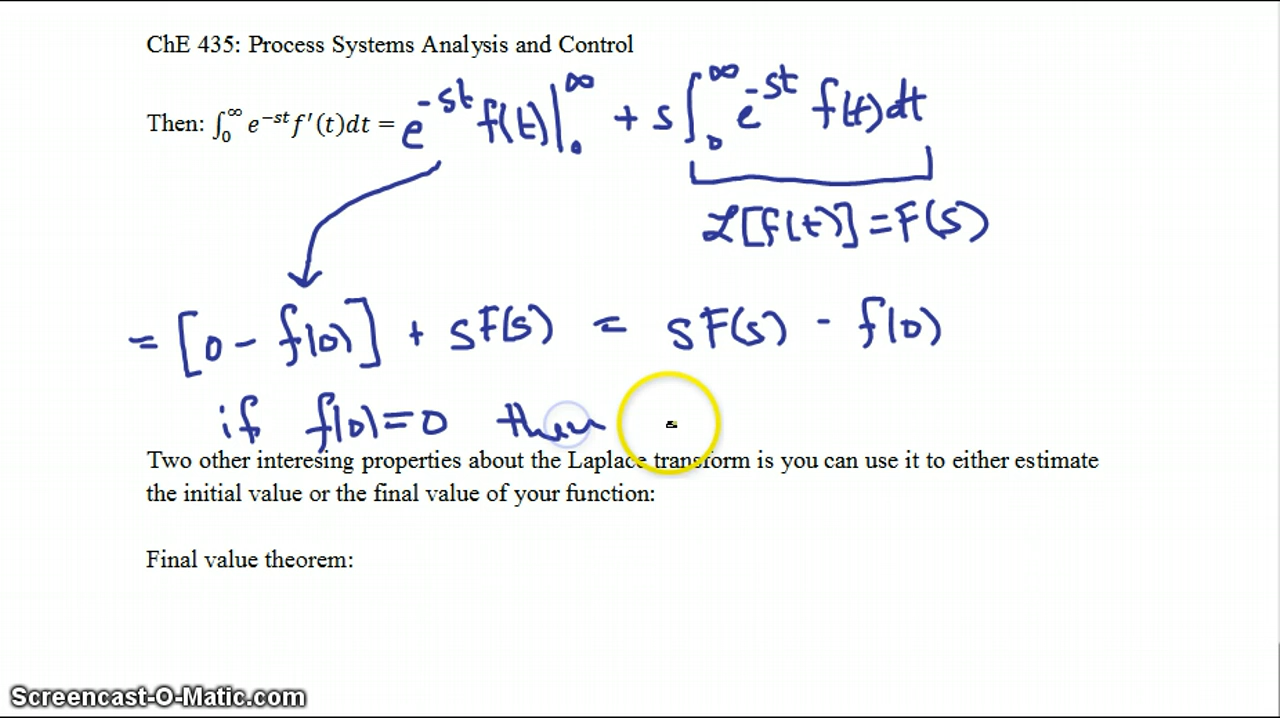 ChE 435: Process Systems Analysis and Control
Then: ∫₀^∞ e^{−st} f′(t)dt = e^{-st} f(t)|₀^∞ + s∫₀^∞ e^{-st} f(t)dt
ℒ[f(t)] = F(s)
= [0 - f(0)] + sF(s) = sF(s) - f(0)
if f(0)=0 then
Two other interesing properties about the Laplace transform is you can use it to either estimate
the initial value or the final value of your function:
Final value theorem:
Screencast-O-Matic.com